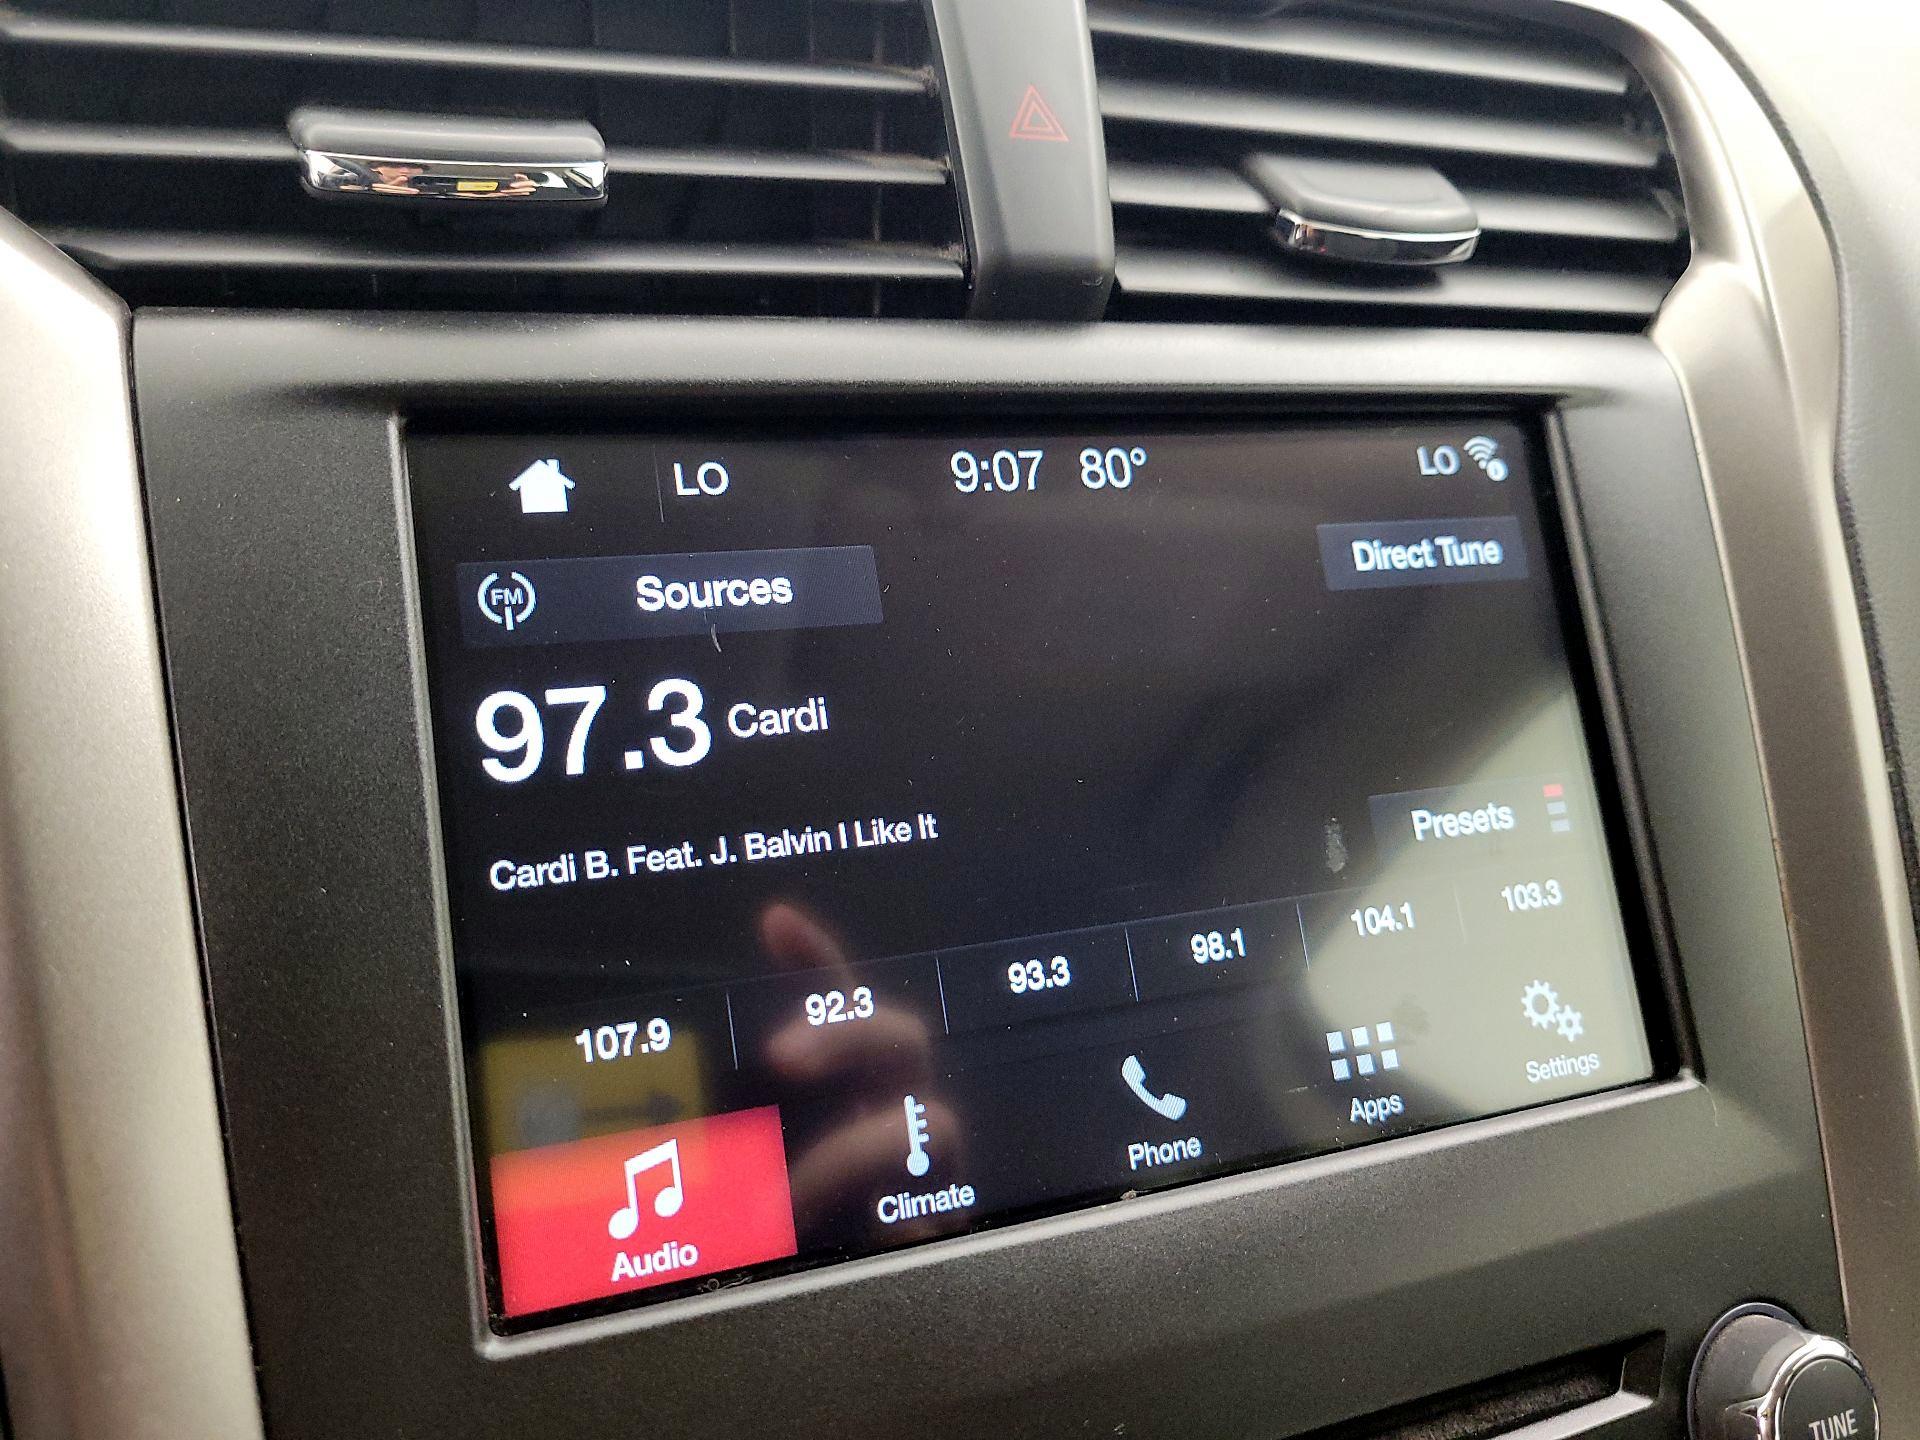 LO 9:07 80° LO
FM Sources Direct Tune
97.3 Cardi
Cardi B. Feat. J. Balvin I Like It
Presets
107.9 92.3 93.3 98.1 104.1 103.3
Audio Climate Phone Apps Settings
TUNE